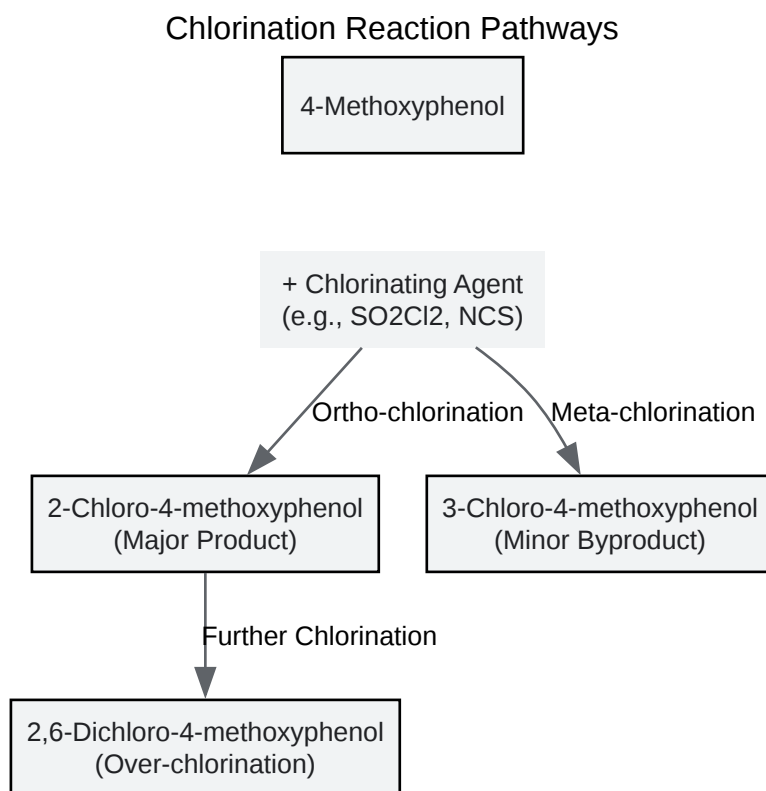 Chlorination Reaction Pathways
4-Methoxyphenol
+ Chlorinating Agent
(e.g., SO2Cl2, NCS)
Ortho-chlorination
Meta-chlorination
2-Chloro-4-methoxyphenol
(Major Product)
3-Chloro-4-methoxyphenol
(Minor Byproduct)
Further Chlorination
2,6-Dichloro-4-methoxyphenol
(Over-chlorination)